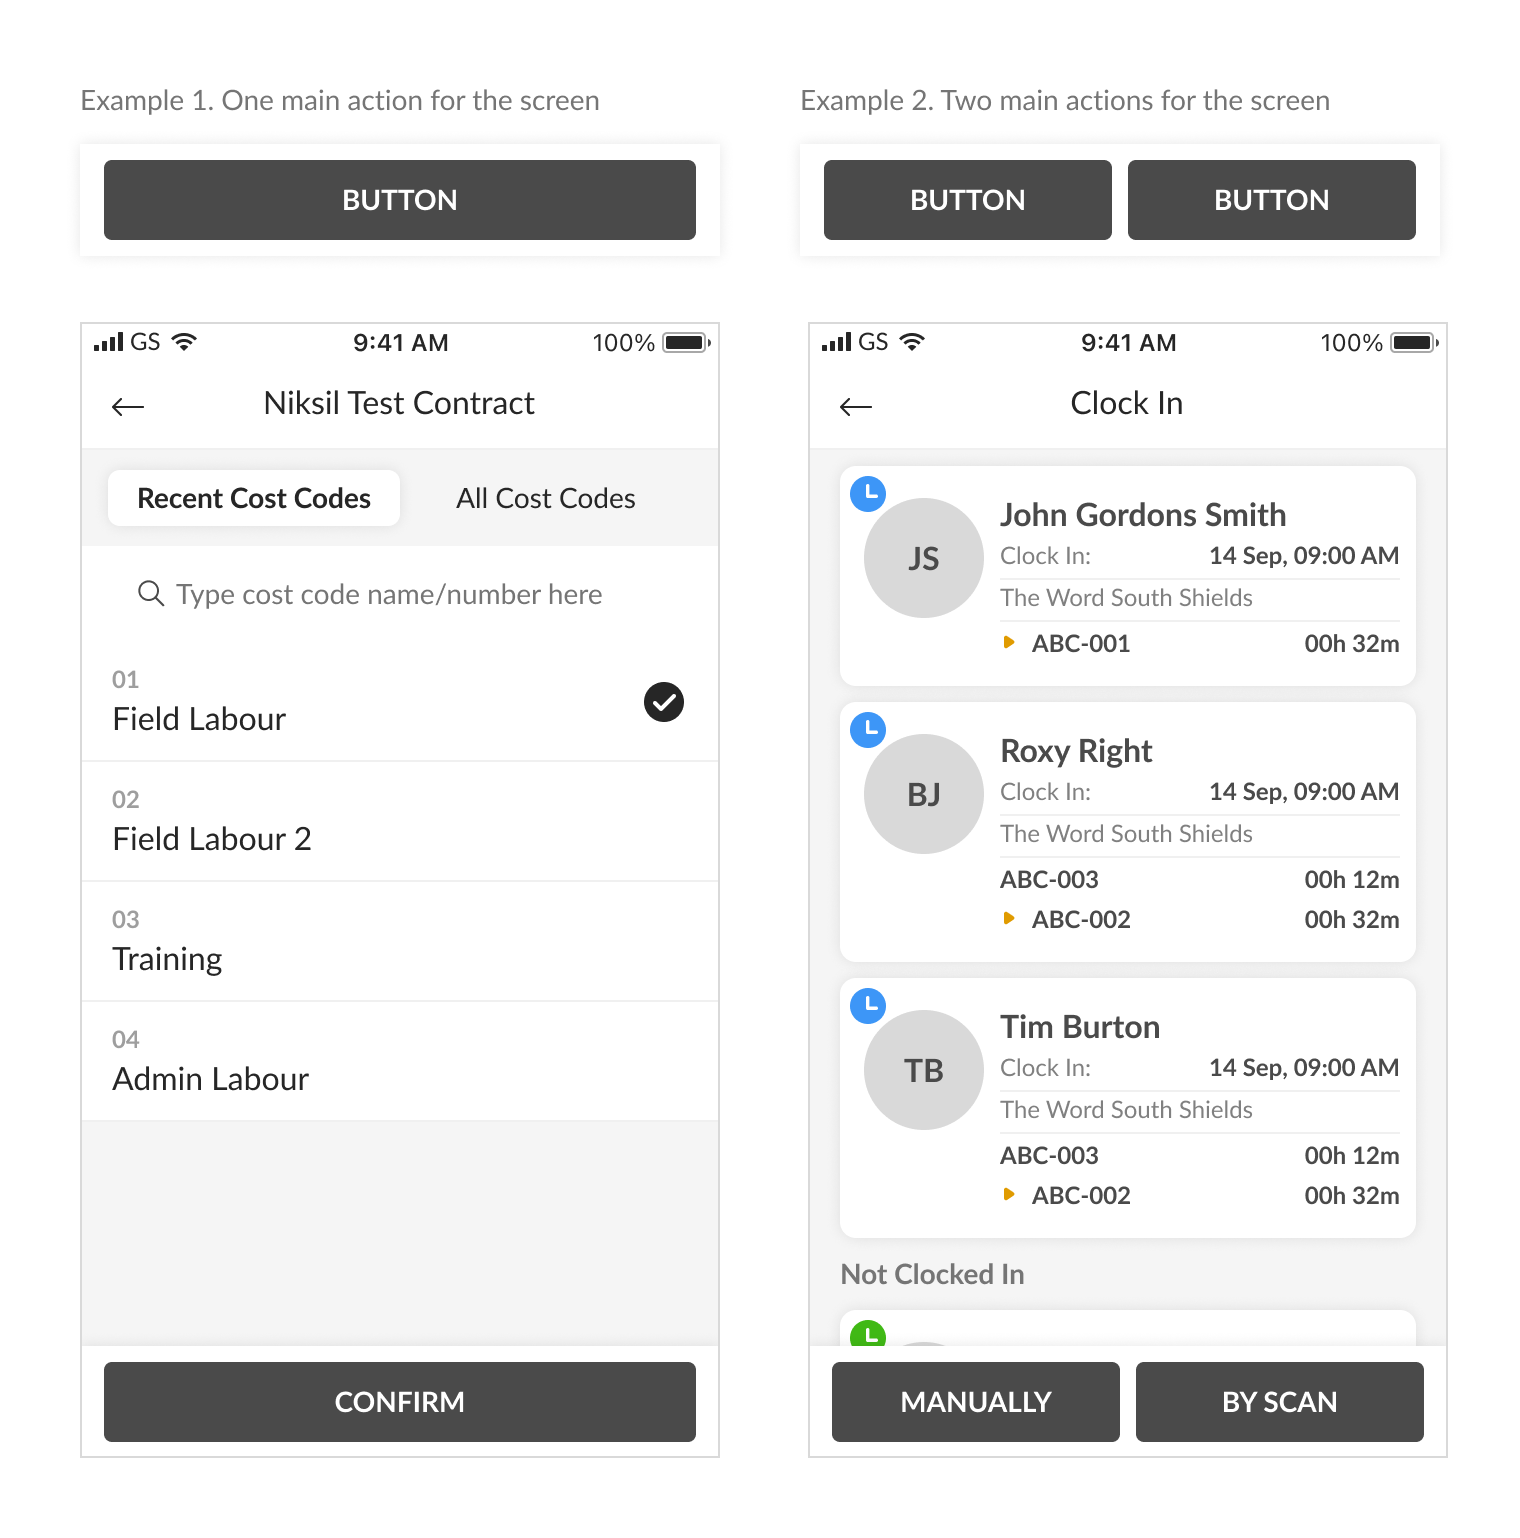 Example 1. One main action for the screen
BUTTON
Example 2. Two main actions for the screen
BUTTON BUTTON
GS 9:41 AM 100%
Niksil Test Contract
Recent Cost Codes All Cost Codes
Type cost code name/number here
01
Field Labour
02
Field Labour 2
03
Training
04
Admin Labour
CONFIRM
GS 9:41 AM 100%
Clock In
JS
John Gordons Smith
Clock In: 14 Sep, 09:00 AM
The Word South Shields
ABC-001 00h 32m
BJ
Roxy Right
Clock In: 14 Sep, 09:00 AM
The Word South Shields
ABC-003 00h 12m
ABC-002 00h 32m
TB
Tim Burton
Clock In: 14 Sep, 09:00 AM
The Word South Shields
ABC-003 00h 12m
ABC-002 00h 32m
Not Clocked In
MANUALLY BY SCAN